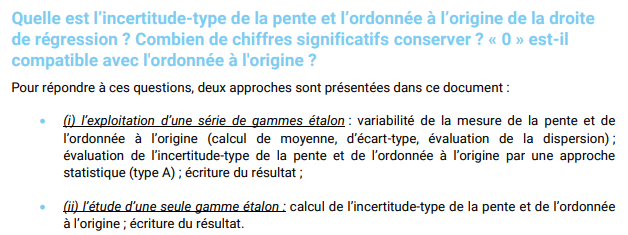 Quelle est l’incertitude-type de la pente et l’ordonnée à l’origine de la droite
de régression ? Combien de chiffres significatifs conserver ? « 0 » est-il
compatible avec l'ordonnée à l'origine ?
Pour répondre à ces questions, deux approches sont présentées dans ce document :
• (i) l’exploitation d’une série de gammes étalon : variabilité de la mesure de la pente et de
l’ordonnée à l’origine (calcul de moyenne, d’écart-type, évaluation de la dispersion) ;
évaluation de l’incertitude-type de la pente et de l’ordonnée à l’origine par une approche
statistique (type A) ; écriture du résultat ;
• (ii) l’étude d’une seule gamme étalon : calcul de l’incertitude-type de la pente et de l’ordonnée
à l’origine ; écriture du résultat.